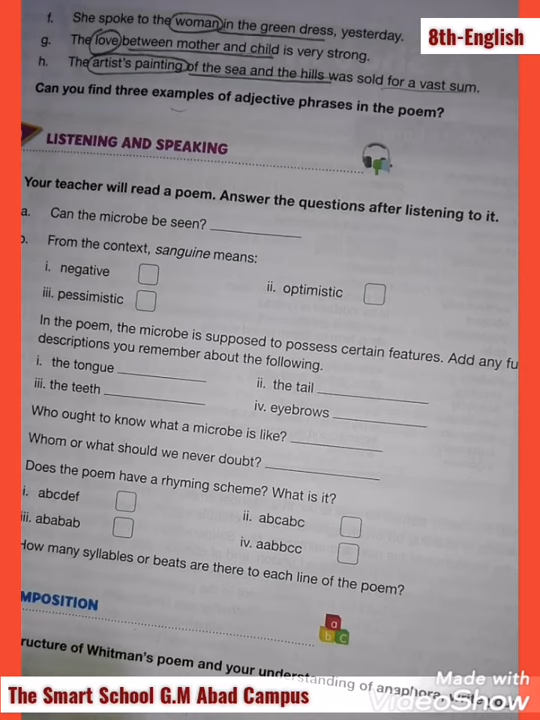 f. She spoke to the woman in the green dress, yesterday.
8th-English
g. The love between mother and child is very strong.
h. The artist's painting of the sea and the hills was sold for a vast sum.
Can you find three examples of adjective phrases in the poem?
LISTENING AND SPEAKING
Your teacher will read a poem. Answer the questions after listening to it.
a. Can the microbe be seen?
b. From the context, sanguine means:
i. negative
ii. optimistic
iii. pessimistic
In the poem, the microbe is supposed to possess certain features. Add any fu
descriptions you remember about the following.
i. the tongue
ii. the tail
iii. the teeth
iv. eyebrows
Who ought to know what a microbe is like?
Whom or what should we never doubt?
Does the poem have a rhyming scheme? What is it?
i. abcdef
ii. abcabc
iii. ababab
iv. aabbcc
How many syllables or beats are there to each line of the poem?
MPOSITION
a b c
ructure of Whitman's poem and your understanding of anaphora,
Made with
VideoShow
The Smart School G.M Abad Campus